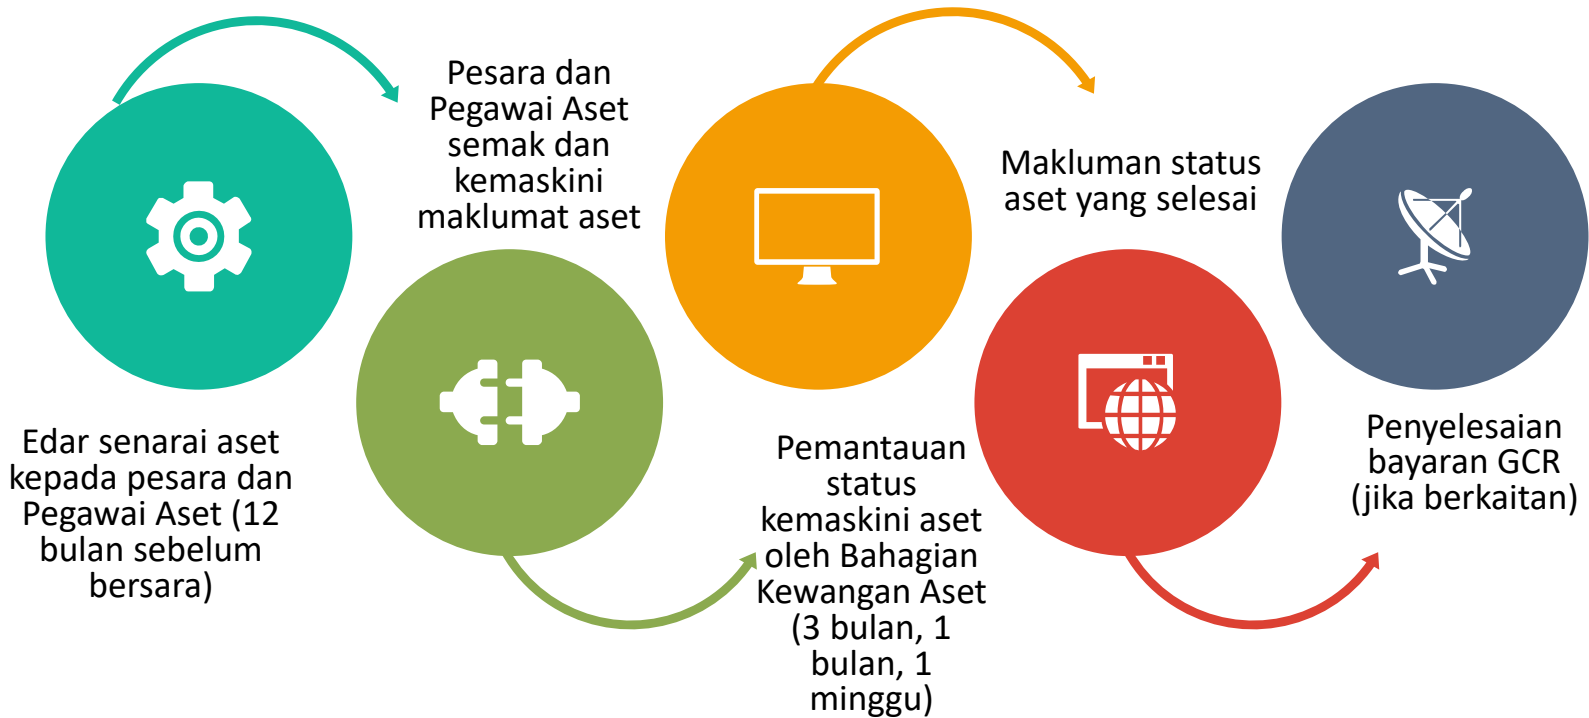 Edar senarai aset
kepada pesara dan
Pegawai Aset (12
bulan sebelum
bersara)
Pesara dan
Pegawai Aset
semak dan
kemaskini
maklumat aset
Pemantauan
status
kemaskini aset
oleh Bahagian
Kewangan Aset
(3 bulan, 1
bulan, 1
minggu)
Makluman status
aset yang selesai
Penyelesaian
bayaran GCR
(jika berkaitan)